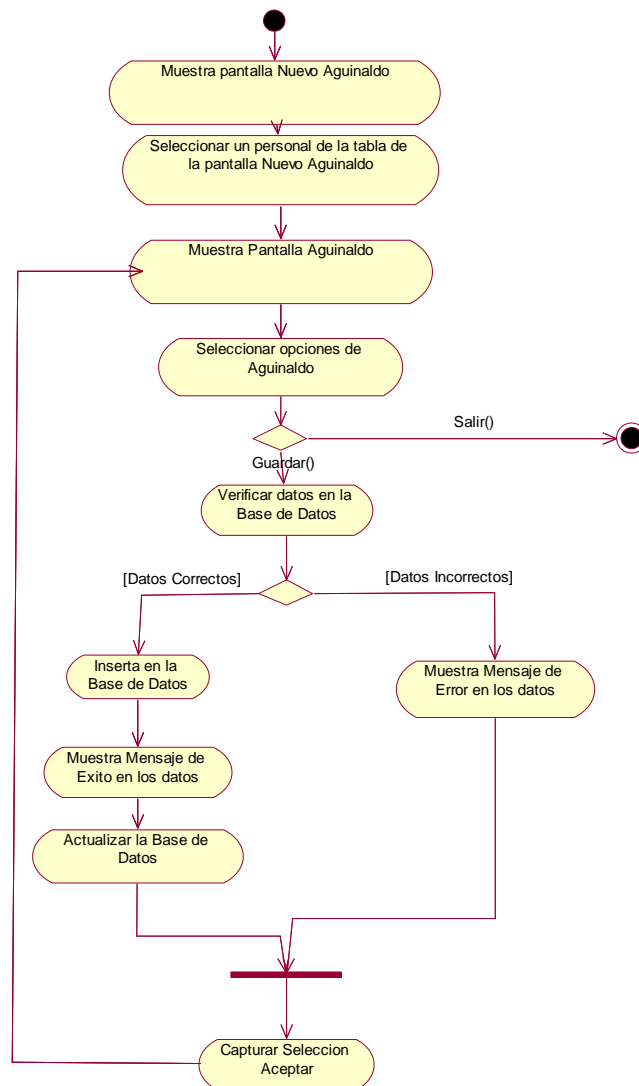 Muestra pantalla Nuevo Aguinaldo
Seleccionar un personal de la tabla de
la pantalla Nuevo Aguinaldo
Muestra Pantalla Aguinaldo
Seleccionar opciones de
Aguinaldo
Salir()
Guardar()
Verificar datos en la
Base de Datos
[Datos Correctos]
[Datos Incorrectos]
Inserta en la
Base de Datos
Muestra Mensaje de
Error en los datos
Muestra Mensaje de
Exito en los datos
Actualizar la Base de
Datos
Capturar Seleccion
Aceptar